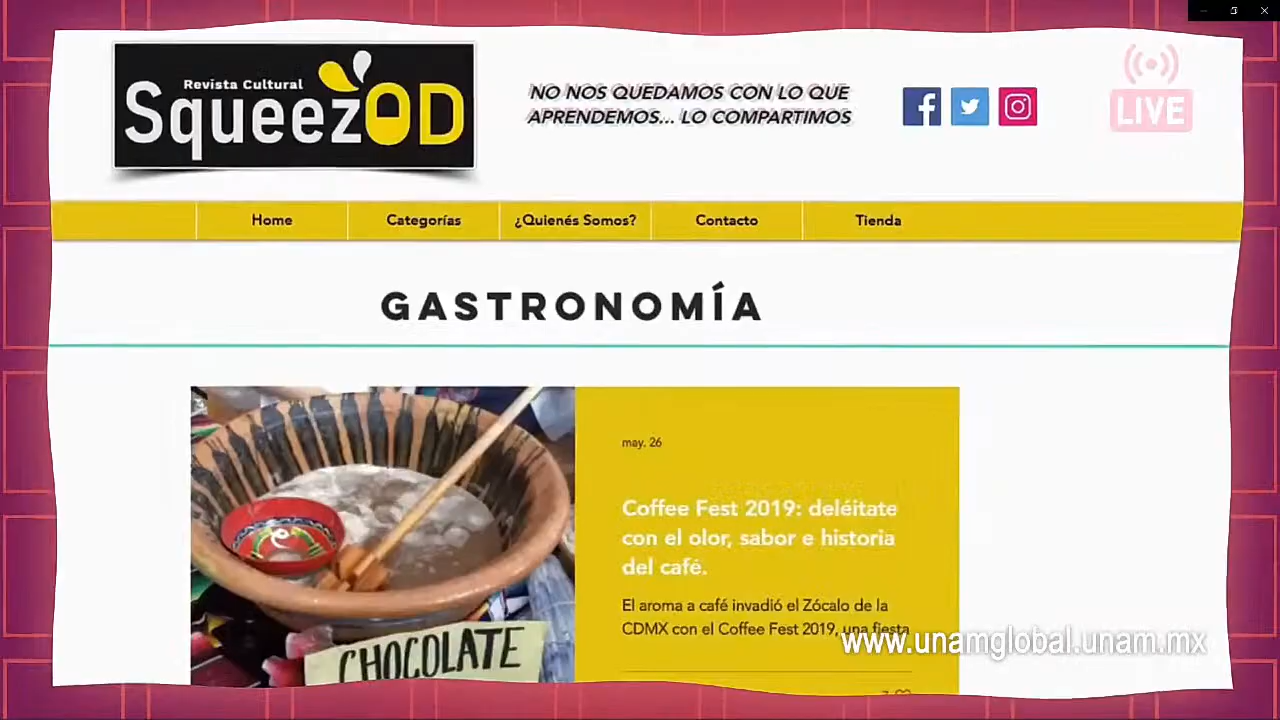 Revista Cultural
SqueezOD
NO NOS QUEDAMOS CON LO QUE
APRENDEMOS... LO COMPARTIMOS
LIVE
Home
Categorías
¿Quienés Somos?
Contacto
Tienda
GASTRONOMÍA
may. 26
Coffee Fest 2019: deléitate
con el olor, sabor e historia
del café.
El aroma a café invadió el Zócalo de la
CDMX con el Coffee Fest 2019, una fiesta
www.unamglobal.unam.mx
CHOCOLATE